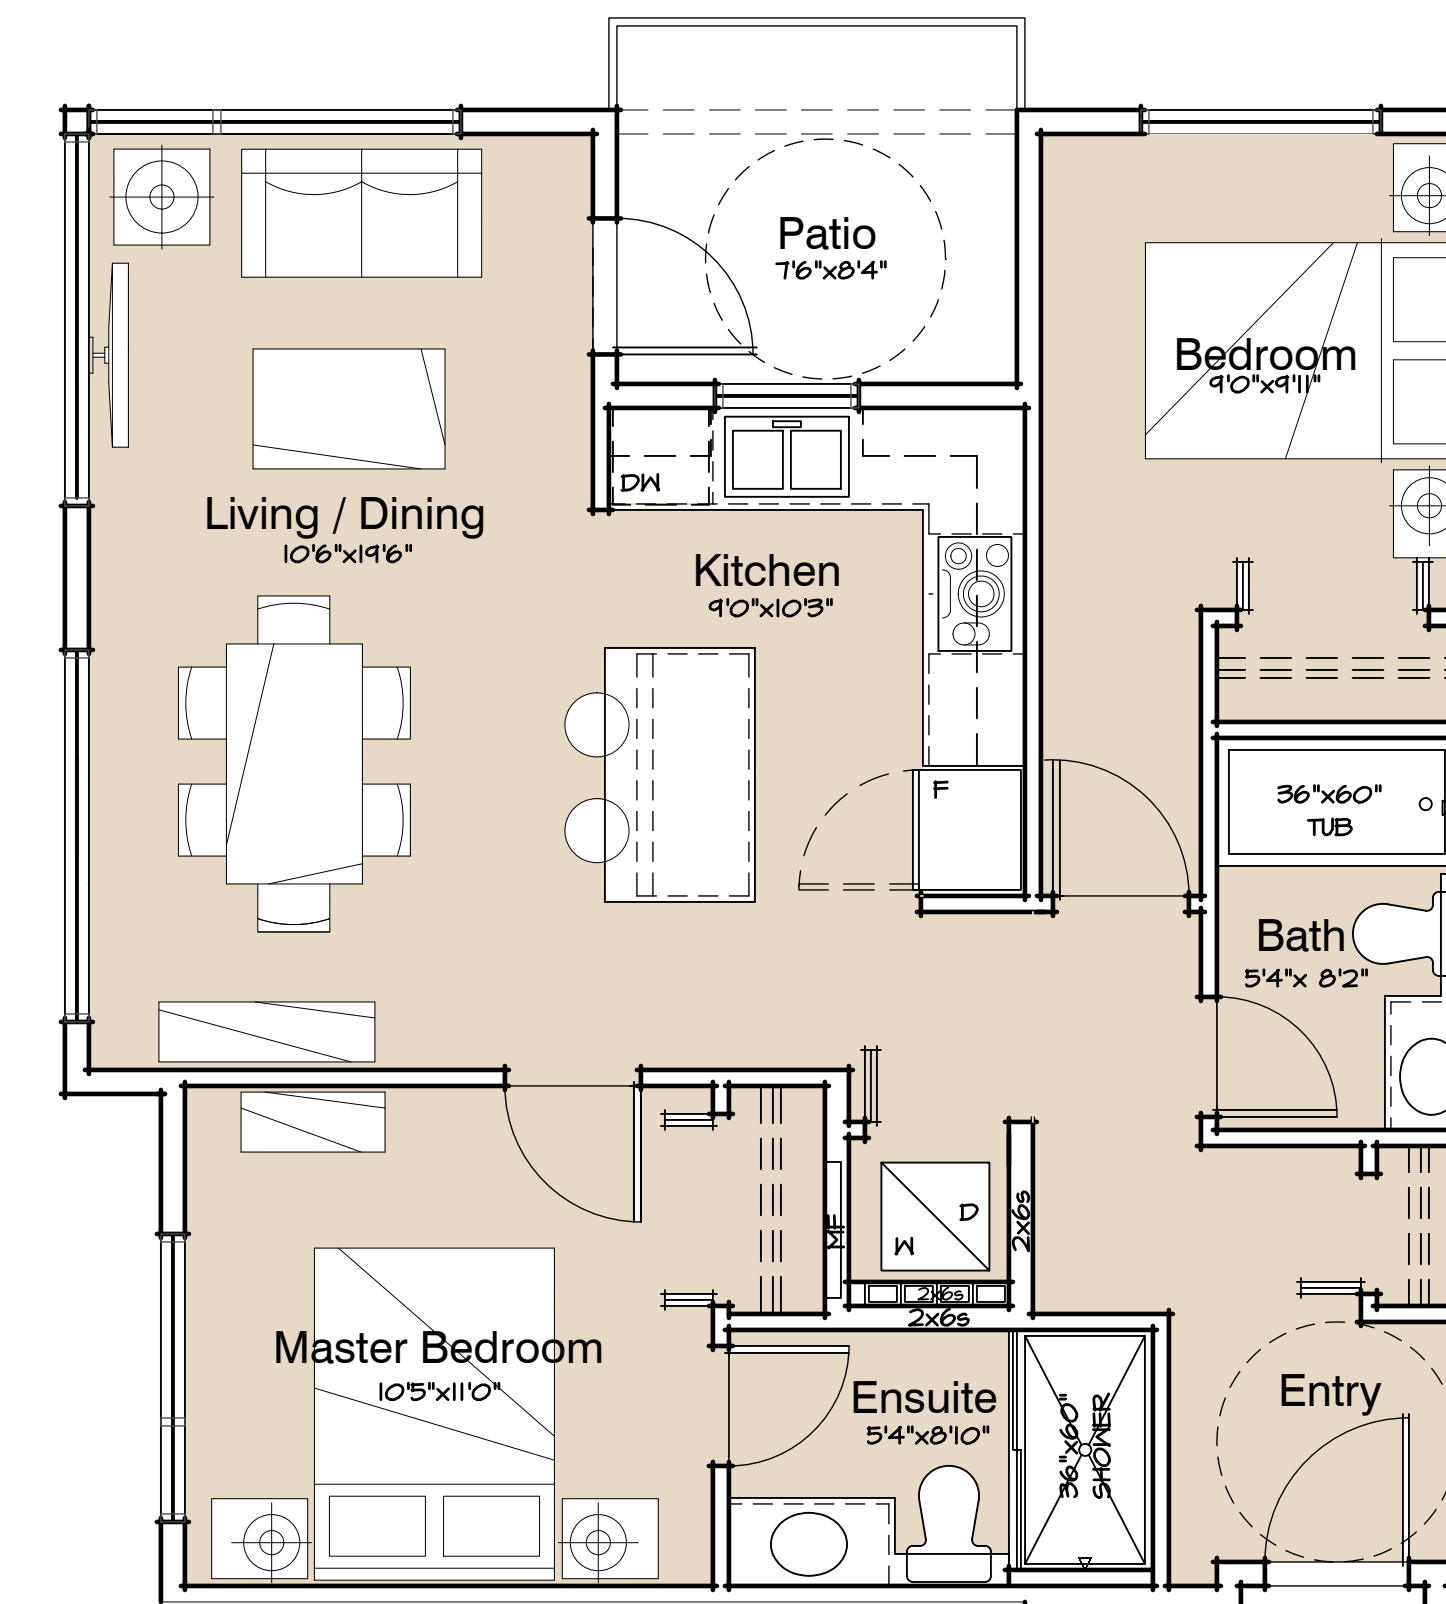 Patio
7'6"x8'4"
Bedroom
9'0"x9'11"
DW
Living / Dining
10'6"x19'6"
Kitchen
9'0"x10'3"
F
36"x60"
TUB
Bath
5'4"x 8'2"
MF
W
D
2x6s
2x6s
2x6s
Master Bedroom
10'5"x11'0"
Ensuite
5'4"x8'10"
36"x60"
SHOWER
Entry